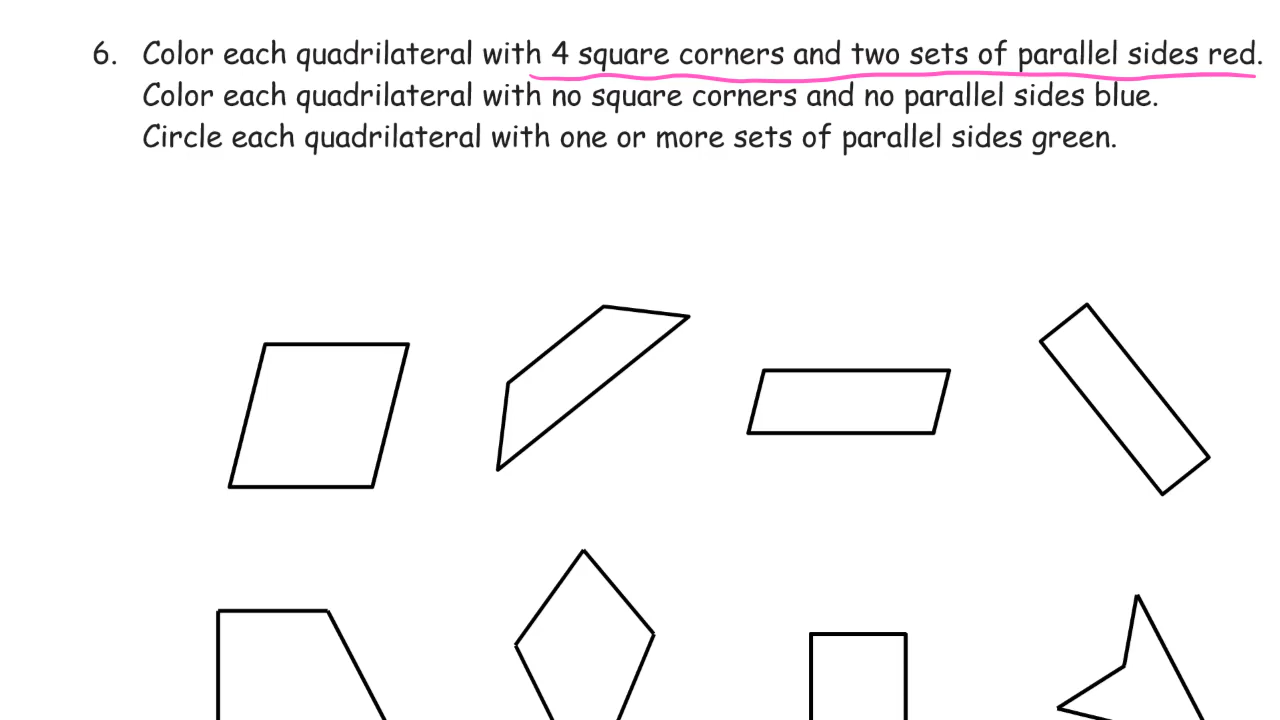 6. Color each quadrilateral with 4 square corners and two sets of parallel sides red.
Color each quadrilateral with no square corners and no parallel sides blue.
Circle each quadrilateral with one or more sets of parallel sides green.